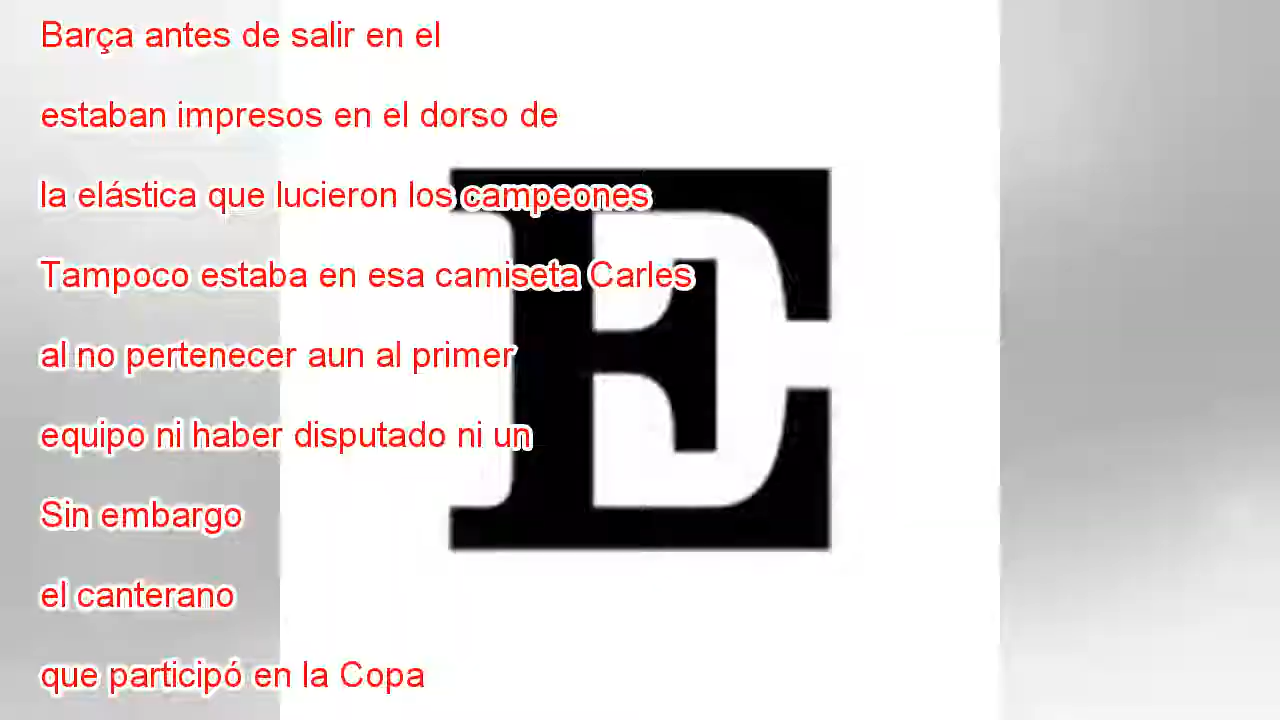 Barça antes de salir en el
estaban impresos en el dorso de
la elástica que lucieron los campeones
Tampoco estaba en esa camiseta Carles
al no pertenecer aun al primer
equipo ni haber disputado ni un
Sin embargo
el canterano
que participó en la Copa
E